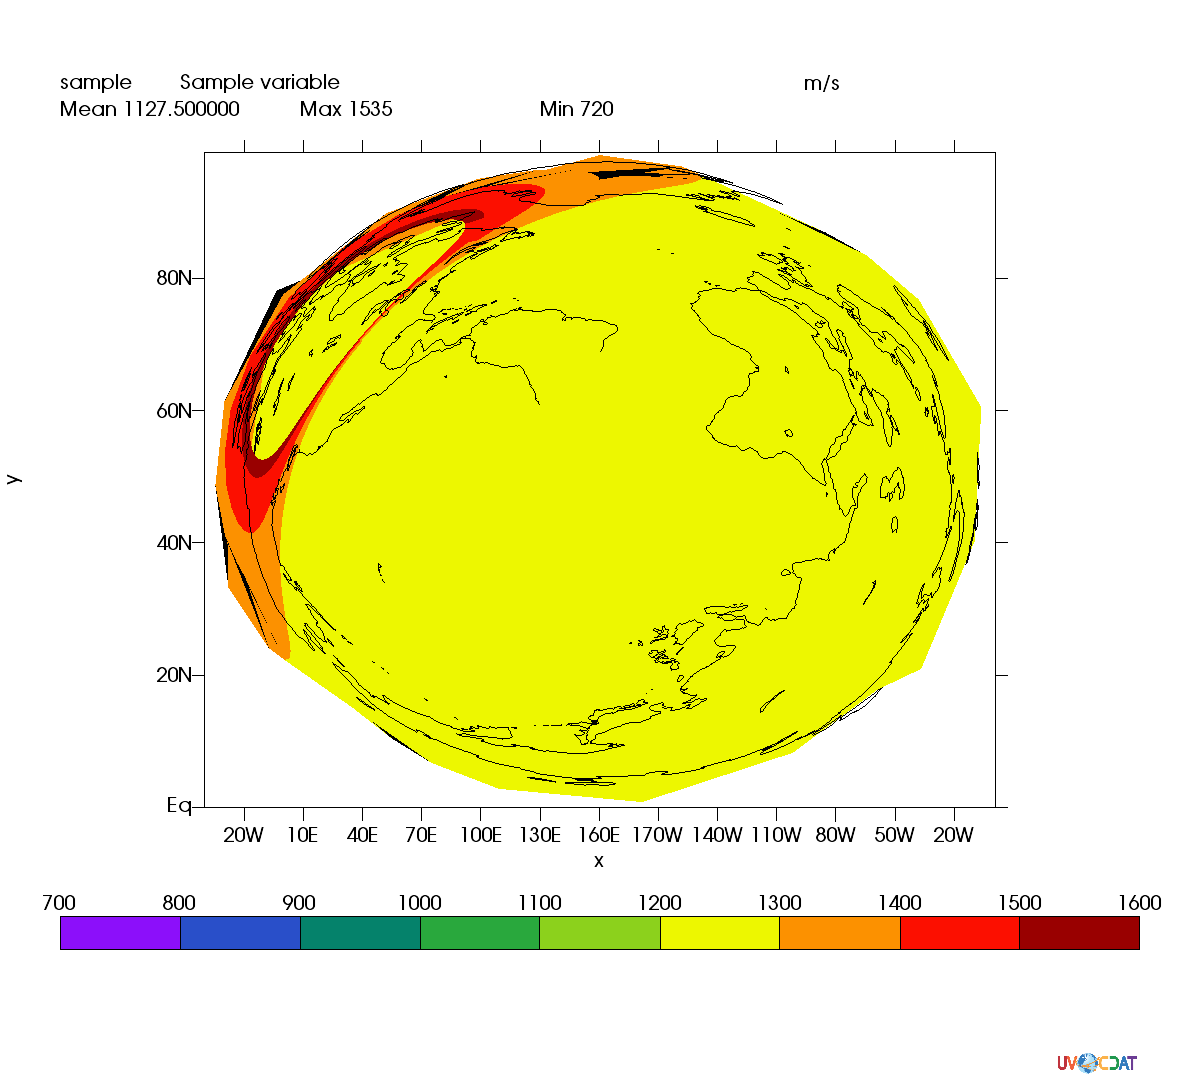 sample Sample variable m/s
Mean 1127.500000 Max 1535 Min 720
80N
60N
y
40N
20N
Eq
20W 10E 40E 70E 100E 130E 160E 170W 140W 110W 80W 50W 20W
x
700 800 900 1000 1100 1200 1300 1400 1500 1600
UV CDAT